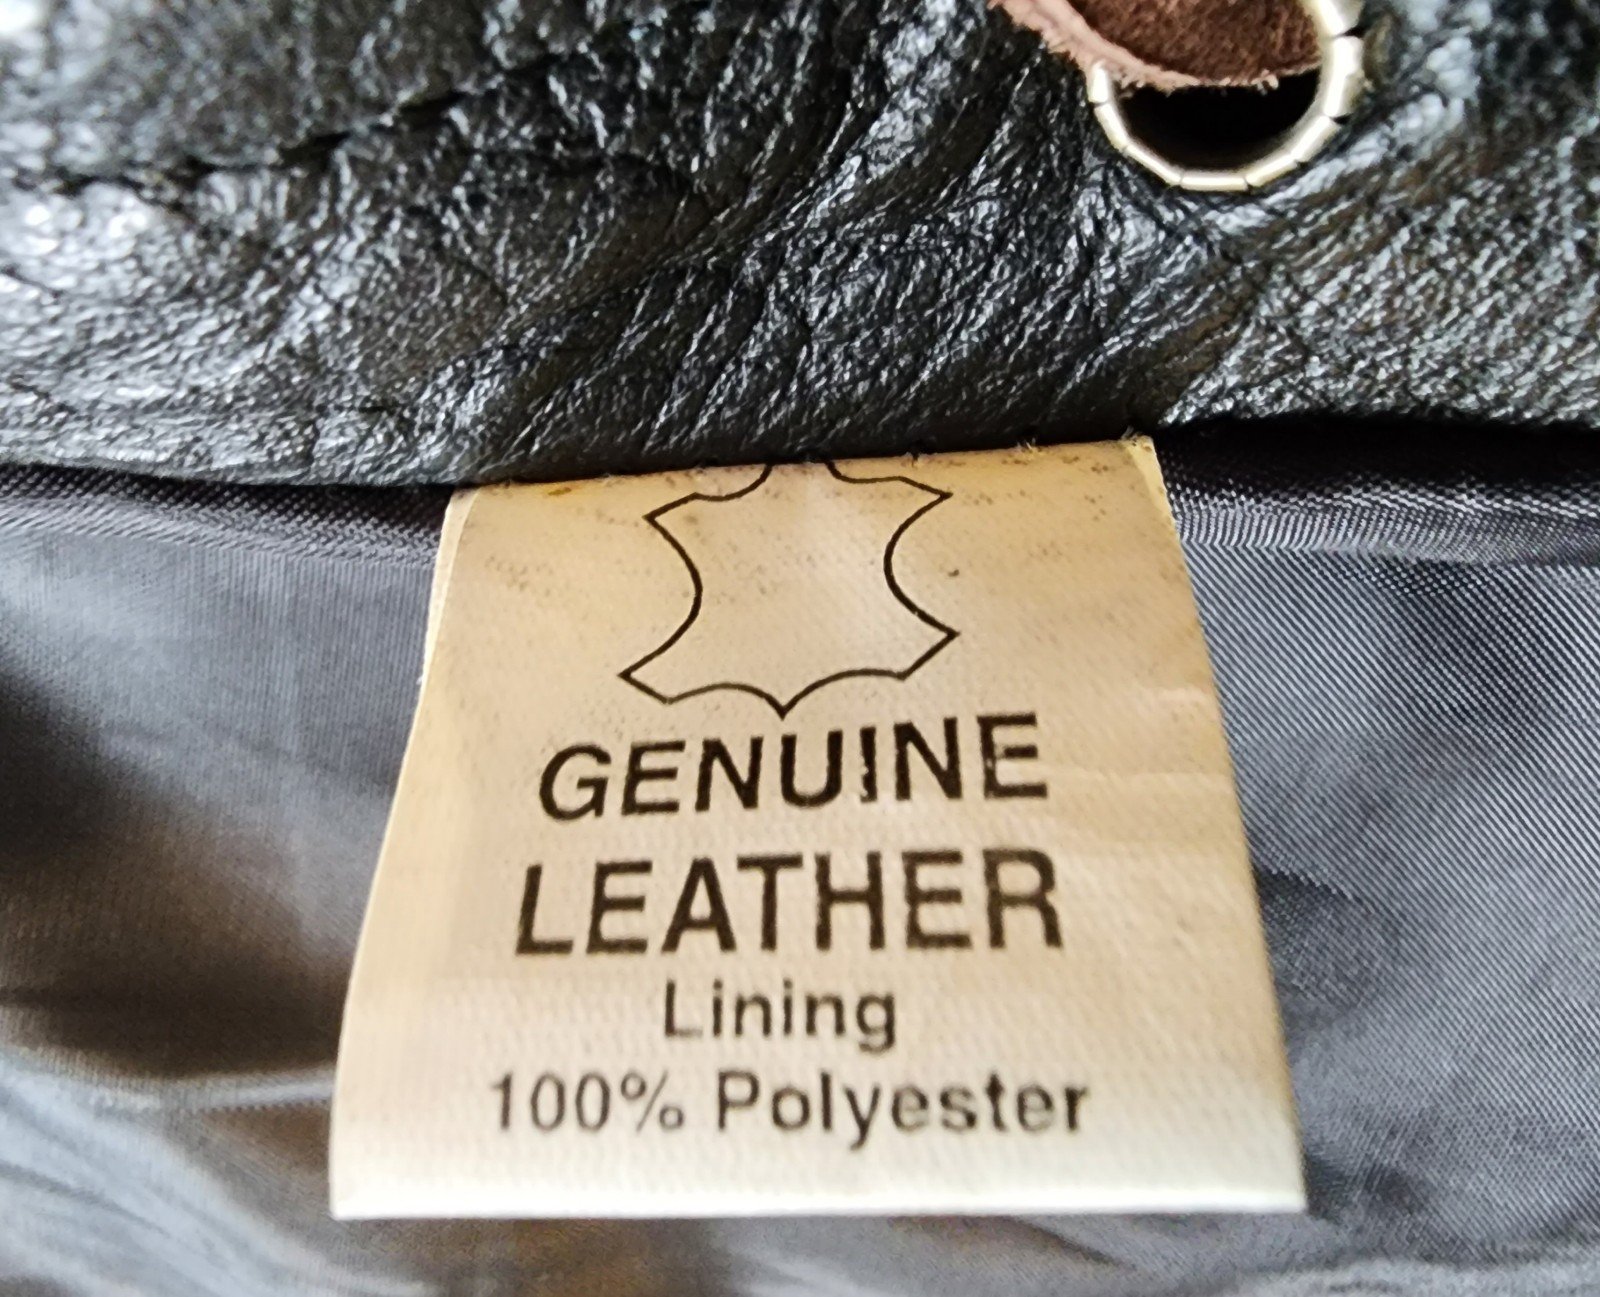 GENUINE
LEATHER
Lining
100% Polyester